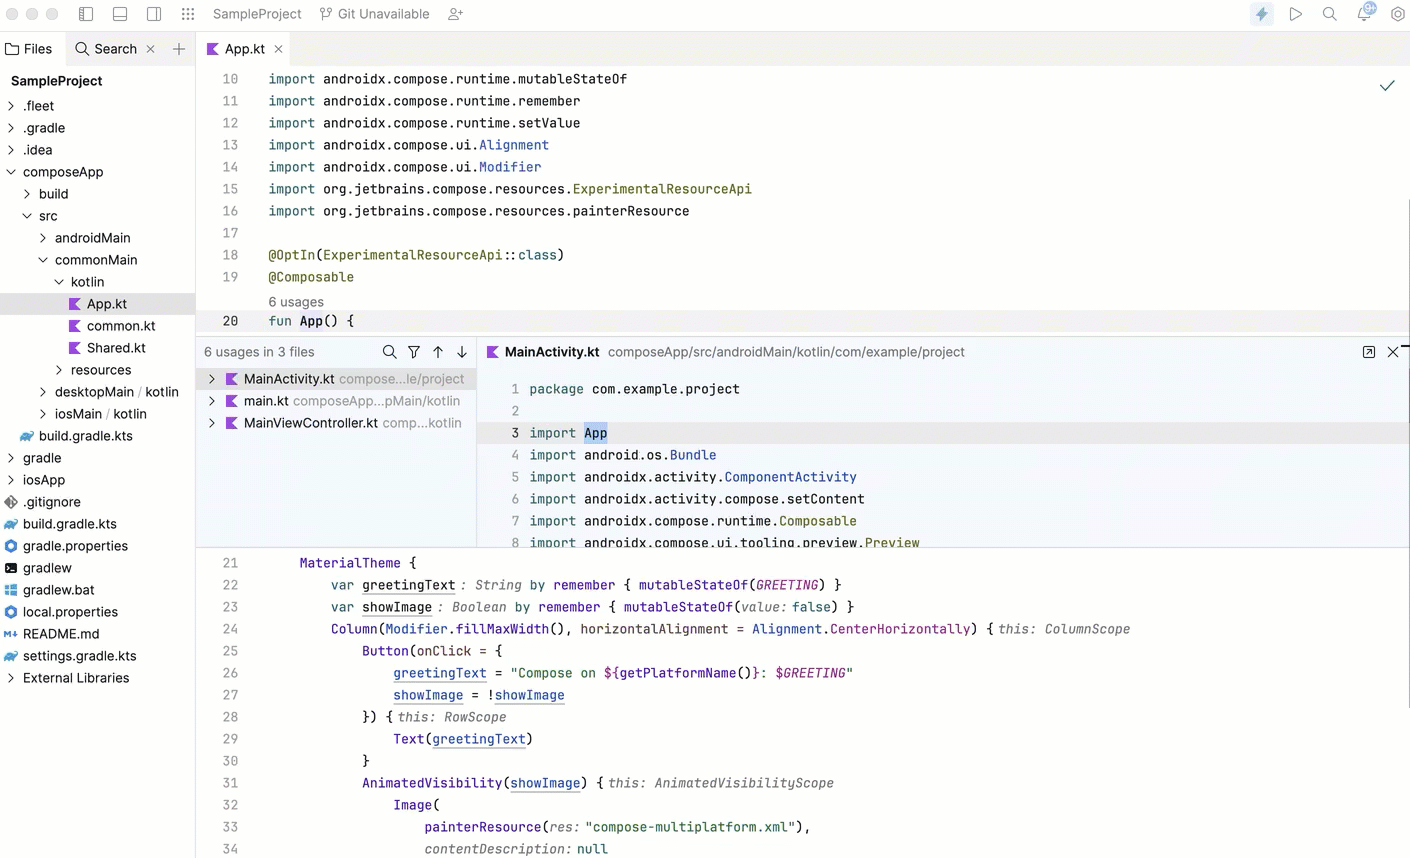 SampleProject
Git Unavailable
9+
Files
Search
App.kt
SampleProject
.fleet
.gradle
.idea
composeApp
build
src
androidMain
commonMain
kotlin
App.kt
common.kt
Shared.kt
resources
desktopMain / kotlin
iosMain / kotlin
build.gradle.kts
gradle
iosApp
.gitignore
build.gradle.kts
gradle.properties
gradlew
gradlew.bat
local.properties
M↓ README.md
settings.gradle.kts
External Libraries
10 import androidx.compose.runtime.mutableStateOf
11 import androidx.compose.runtime.remember
12 import androidx.compose.runtime.setValue
13 import androidx.compose.ui.Alignment
14 import androidx.compose.ui.Modifier
15 import org.jetbrains.compose.resources.ExperimentalResourceApi
16 import org.jetbrains.compose.resources.painterResource
17
18 @OptIn(ExperimentalResourceApi::class)
19 @Composable
6 usages
20 fun App() {
6 usages in 3 files
MainActivity.kt compose...le/project
main.kt composeApp...pMain/kotlin
MainViewController.kt comp...kotlin
MainActivity.kt composeApp/src/androidMain/kotlin/com/example/project
1 package com.example.project
2
3 import App
4 import android.os.Bundle
5 import androidx.activity.ComponentActivity
6 import androidx.activity.compose.setContent
7 import androidx.compose.runtime.Composable
8 import androidx.compose.ui.tooling.preview.Preview
21 MaterialTheme {
22 var greetingText : String by remember { mutableStateOf(GREETING) }
23 var showImage : Boolean by remember { mutableStateOf(value: false) }
24 Column(Modifier.fillMaxWidth(), horizontalAlignment = Alignment.CenterHorizontally) { this: ColumnScope
25 Button(onClick = {
26 greetingText = "Compose on ${getPlatformName()}: $GREETING"
27 showImage = !showImage
28 }) { this: RowScope
29 Text(greetingText)
30 }
31 AnimatedVisibility(showImage) { this: AnimatedVisibilityScope
32 Image(
33 painterResource(res: "compose-multiplatform.xml"),
34 contentDescription: null